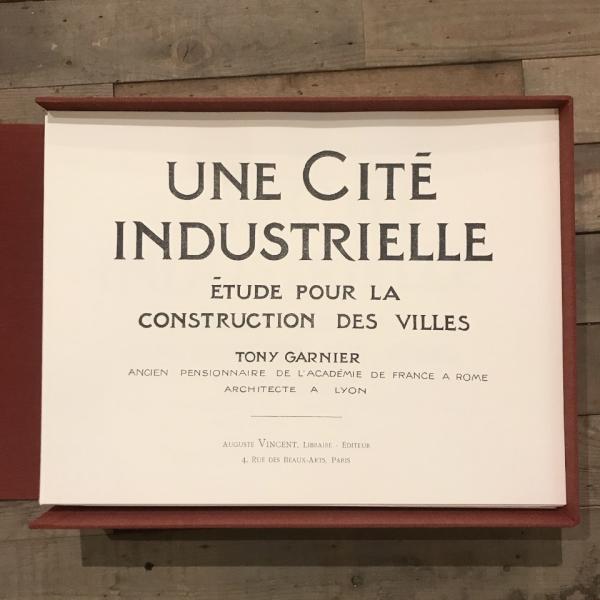 UNE CITÉ
INDUSTRIELLE
ÉTUDE POUR LA
CONSTRUCTION DES VILLES
TONY GARNIER
ANCIEN PENSIONNAIRE DE L'ACADÉMIE DE FRANCE A ROME
ARCHITECTE A LYON
AUGUSTE VINCENT, LIBRAIRE - ÉDITEUR
4, RUE DES BEAUX-ARTS, PARIS